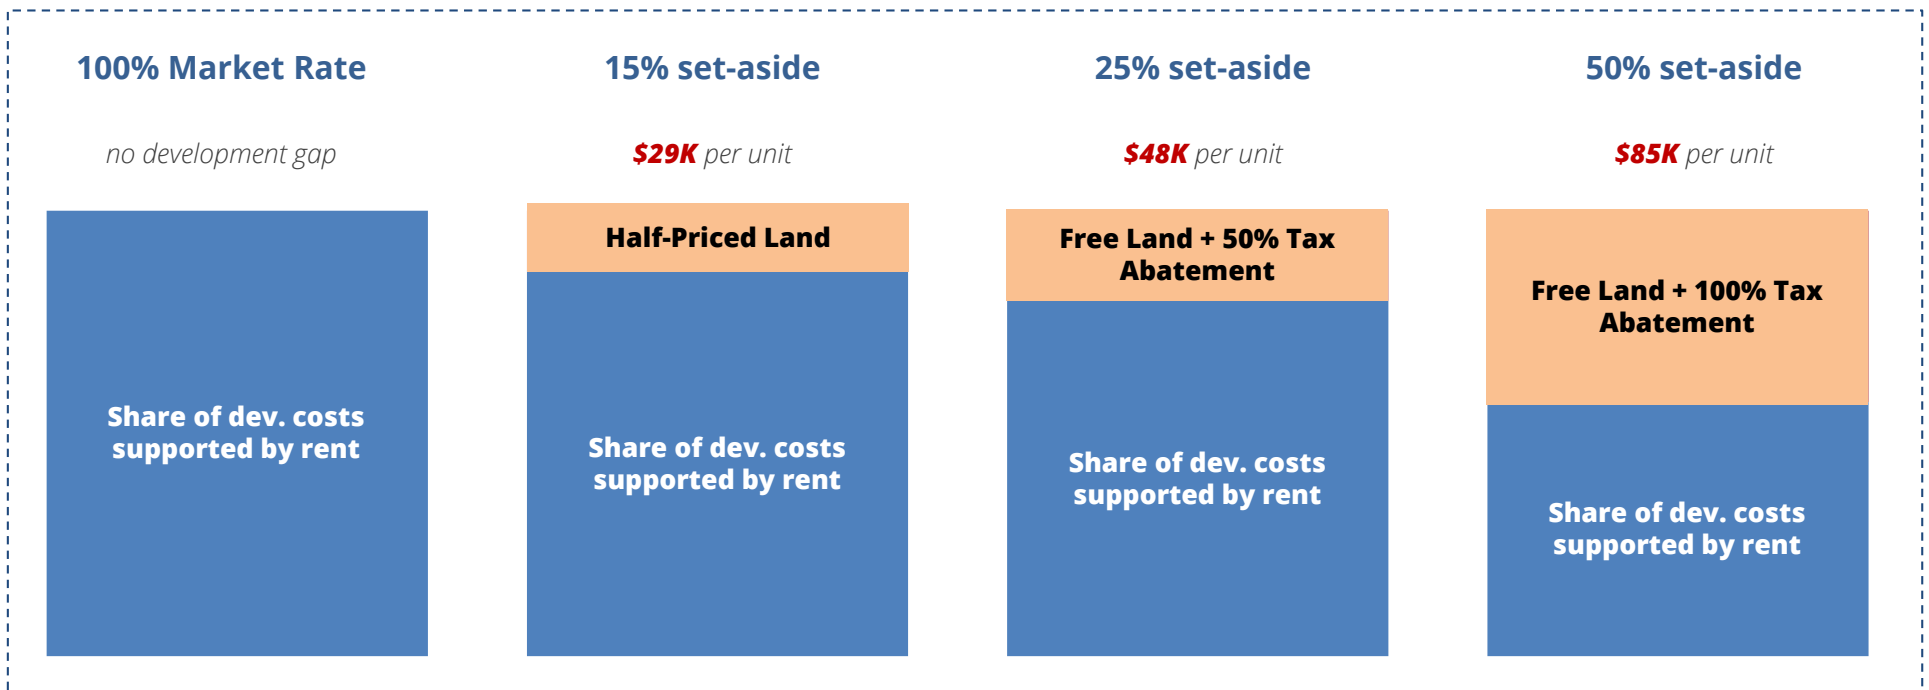 100% Market Rate
no development gap
Share of dev. costs
supported by rent
15% set-aside
$29K per unit
Half-Priced Land
Share of dev. costs
supported by rent
25% set-aside
$48K per unit
Free Land + 50% Tax
Abatement
Share of dev. costs
supported by rent
50% set-aside
$85K per unit
Free Land + 100% Tax
Abatement
Share of dev. costs
supported by rent